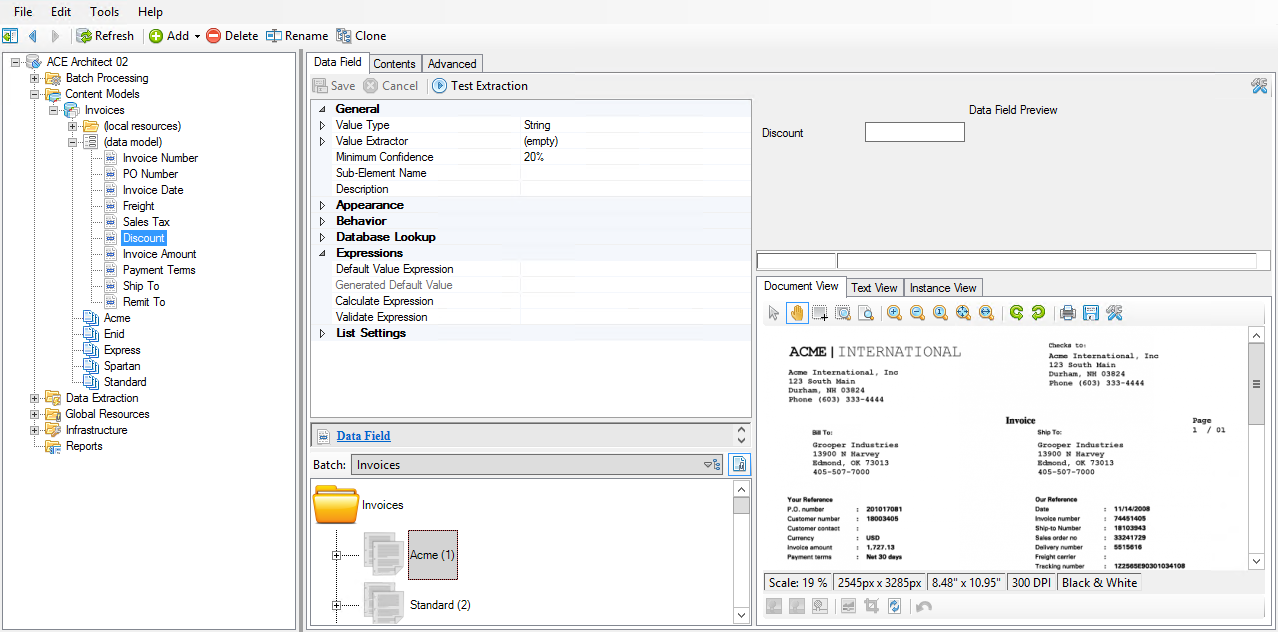 File Edit Tools Help
Refresh Add Delete Rename Clone
ACE Architect 02
Batch Processing
Content Models
Invoices
(local resources)
(data model)
Invoice Number
PO Number
Invoice Date
Freight
Sales Tax
Discount
Invoice Amount
Payment Terms
Ship To
Remit To
Acme
Enid
Express
Spartan
Standard
Data Extraction
Global Resources
Infrastructure
Reports
Data Field Contents Advanced
Save Cancel Test Extraction
General
Value Type String
Value Extractor (empty)
Minimum Confidence 20%
Sub-Element Name
Description
Appearance
Behavior
Database Lookup
Expressions
Default Value Expression
Generated Default Value
Calculate Expression
Validate Expression
List Settings
Data Field
Batch: Invoices
Invoices
Acme (1)
Standard (2)
Data Field Preview
Discount
Document View Text View Instance View
ACME | INTERNATIONAL
Acme International, Inc
123 South Main
Durham, NH 03824
Phone (603) 333-4444
Checks to:
Acme International, Inc
123 South Main
Durham, NH 03824
Phone (603) 333-4444
Invoice
Page
1 / 01
Bill To:
Grooper Industries
13900 N Harvey
Edmond, OK 73013
405-507-7000
Ship To:
Grooper Industries
13900 N Harvey
Edmond, OK 73013
405-507-7000
Your Reference
P.O. number : 201017081
Customer number : 18003405
Customer contact :
Currency : USD
Invoice amount : 1,727.13
Payment terms : Net 30 days
Our Reference
Date : 11/14/2008
Invoice number : 74451405
Ship-to Number : 18103943
Sales order no : 33241729
Delivery number : 5515616
Freight carrier :
Tracking number : 1Z2565E90301034108
Scale: 19 % 2545px x 3285px 8.48" x 10.95" 300 DPI Black & White